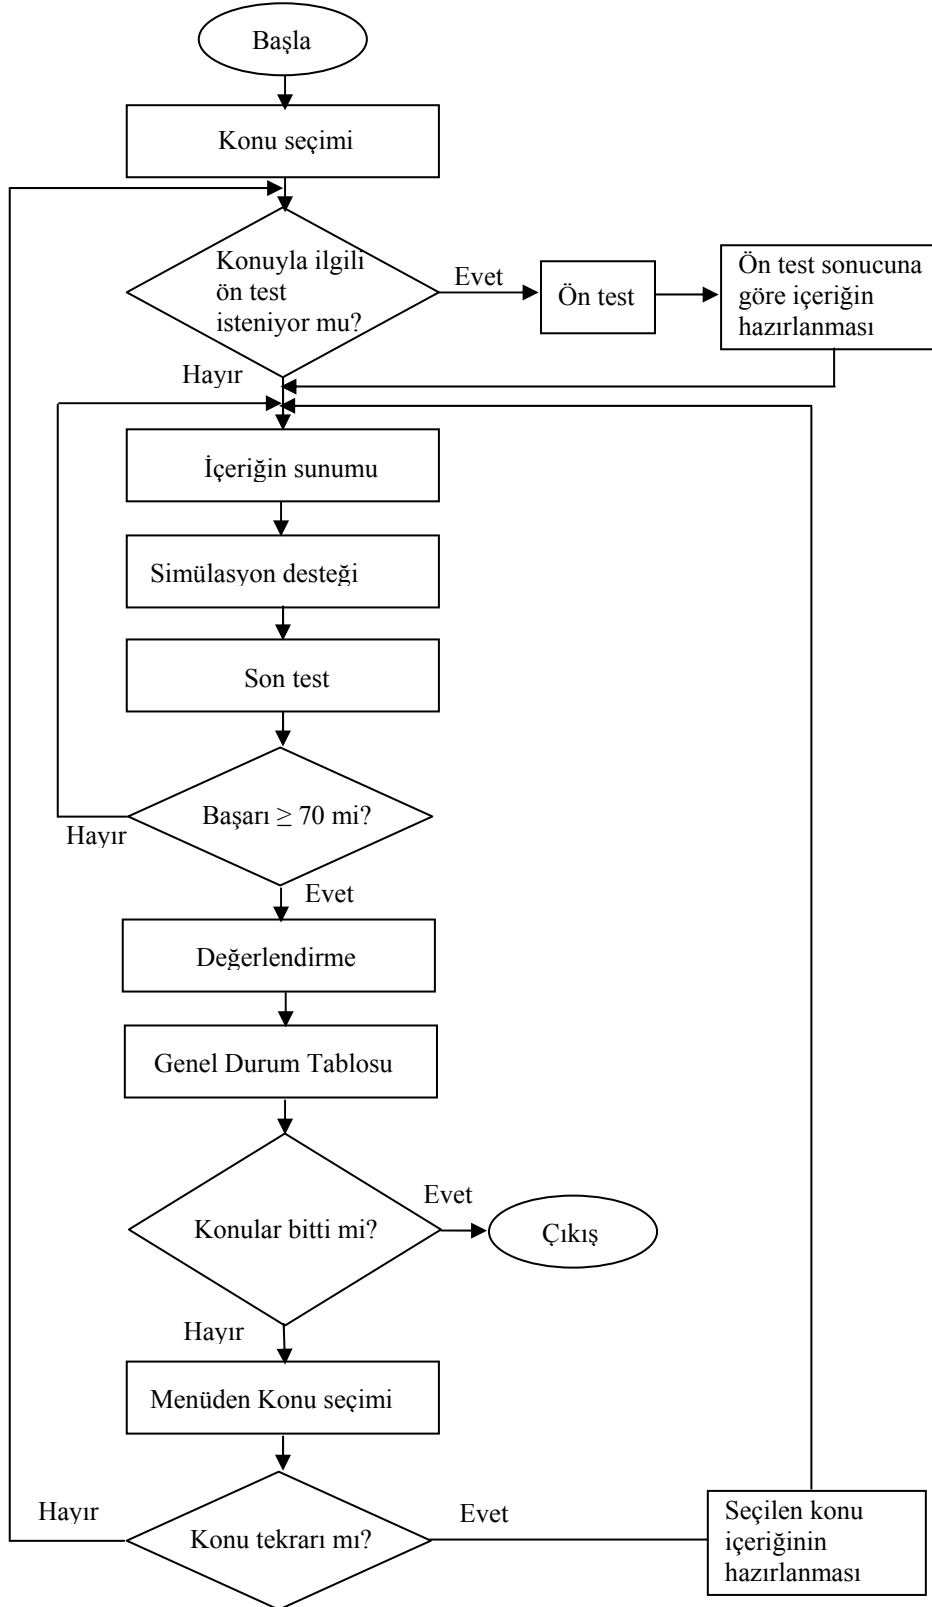 Başla
Konu seçimi
Konuyla ilgili
ön test
isteniyor mu?
Evet
Ön test
Ön test sonucuna
göre içeriğin
hazırlanması
Hayır
İçeriğin sunumu
Simülasyon desteği
Son test
Başarı ≥ 70 mi?
Hayır
Evet
Değerlendirme
Genel Durum Tablosu
Konular bitti mi?
Evet
Çıkış
Hayır
Menüden Konu seçimi
Konu tekrarı mı?
Hayır
Evet
Seçilen konu
içeriğinin
hazırlanması